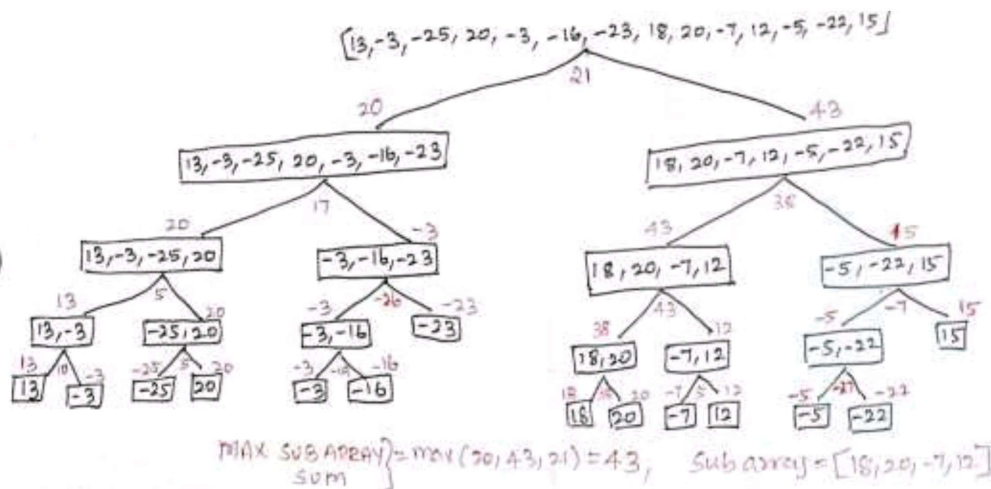 [13,-3,-25, 20, -3, -16, -23, 18, 20,-7, 12,-5,-22,15]
21
20 43
13,-3,-25, 20, -3,-16,-23 18, 20, -7, 12, -5, -22, 15
17 38
20 -3 43 15
13,-3,-25,20 -3,-16,-23 18, 20, -7, 12 -5, -22, 15
13 5 20 -3 -26 -23 38 43 12 -5 -7 15
13,-3 -25,20 -3,-16 -23 18,20 -7,12 -5,-22 15
13 10 -3 -25 5 20 -3 -16 18 20 -7 5 12 -5 -27 -22
13 -3 -25 20 -3 -16 18 20 -7 12 -5 -22
MAX SUBARRAY SUM } = max(20,43,21) = 43, Subarray = [18,20,-7,12]